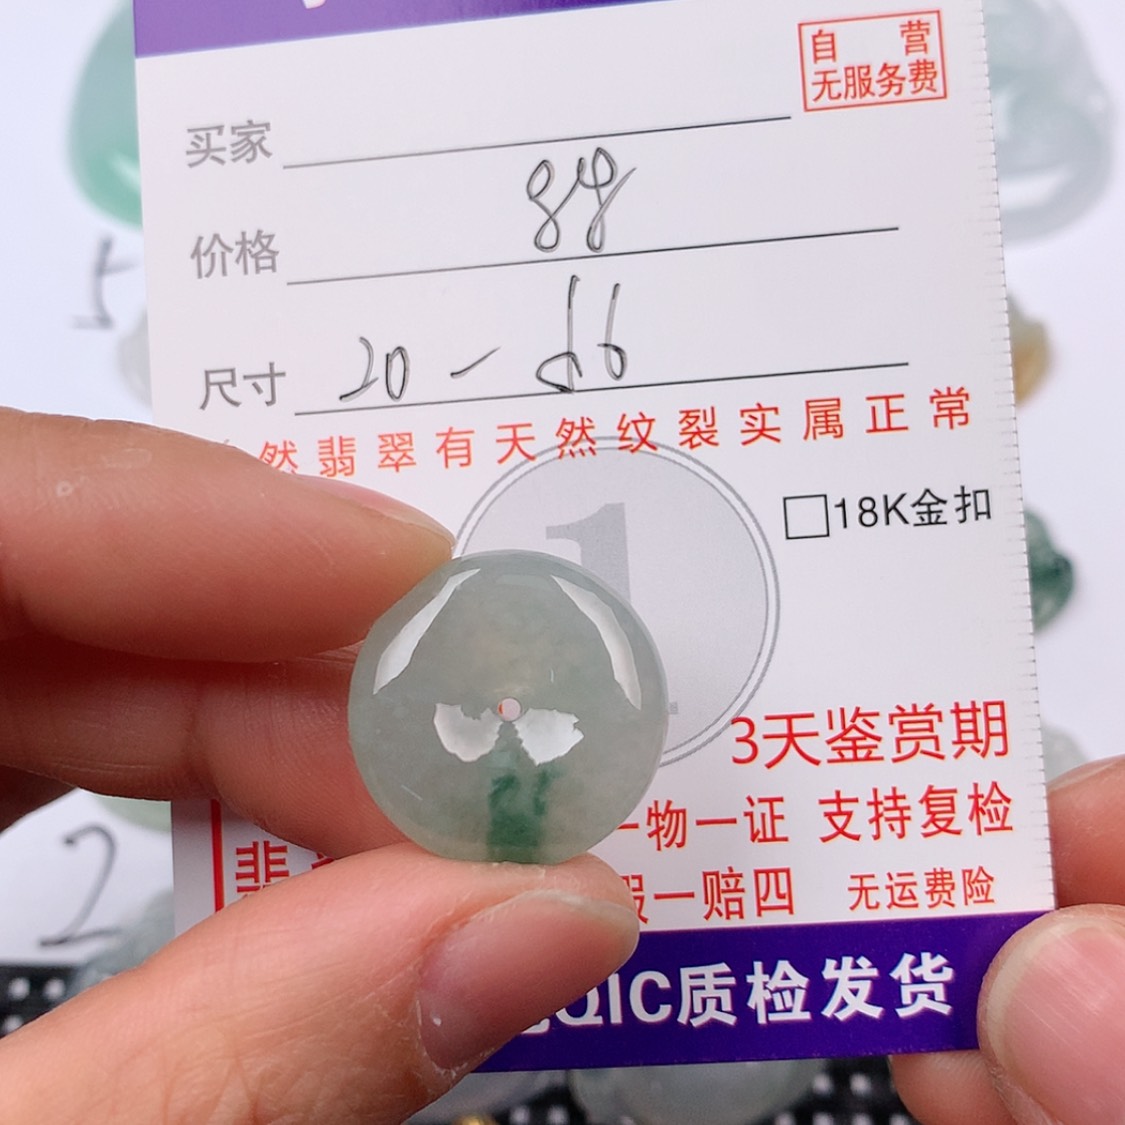 自 营
无服务费
买家
价格 88
尺寸 20-
然翡翠有天然纹裂实属正常
1
□18K金扣
3天鉴赏期
一物一证 支持复检
假一赔四 无运费险
QIC质检发货
5
2